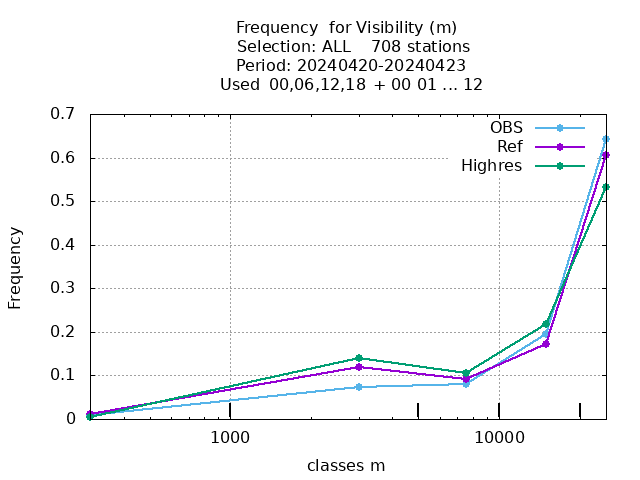 Frequency for Visibility (m)
Selection: ALL 708 stations
Period: 20240420-20240423
Used 00,06,12,18 + 00 01 ... 12
OBS
Ref
Highres
0.7
0.6
0.5
0.4
0.3
0.2
0.1
0
Frequency
1000
10000
classes m